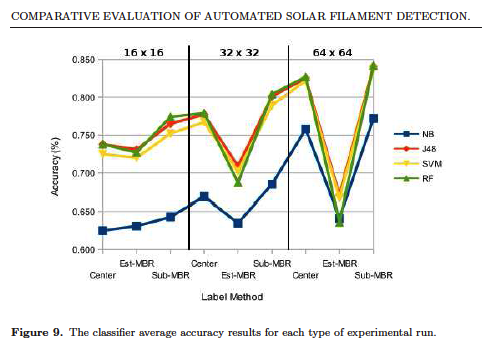 COMPARATIVE EVALUATION OF AUTOMATED SOLAR FILAMENT DETECTION.
16 x 16 32 x 32 64 x 64
0.850
0.800
0.750
0.700
0.650
0.600
Accuracy (%)
NB
J48
SVM
RF
Est-MBR Center Sub-MBR Est-MBR
Center Sub-MBR Est-MBR Center Sub-MBR
Label Method
Figure 9. The classifier average accuracy results for each type of experimental run.